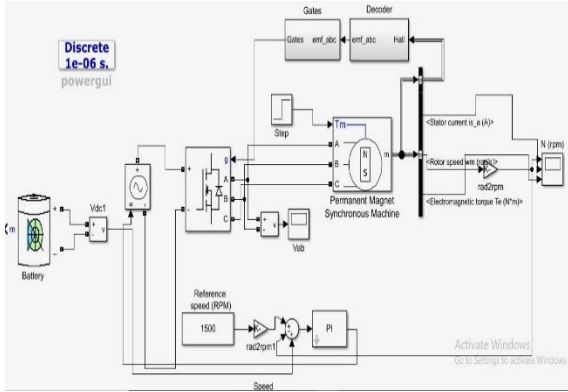 Discrete
1e-06 s.
powergui
Gates
Decoder
Gates
emf_abc
emf_abc
Hall
Step
Tm
g
A
B
C
m
N
S
A
B
C
Permanent Magnet
Synchronous Machine
<Stator current is_a (A)>
<Rotor speed wm (rad/s)>
<Electromagnetic torque Te (N*m)>
K-
rad2rpm
N (rpm)
m
Battery
Vdc1
v
v
Vab
Reference
speed (RPM)
1500
K-
rad2rpm1
PI
Speed
Activate Windows
Go to Settings to activate Windows